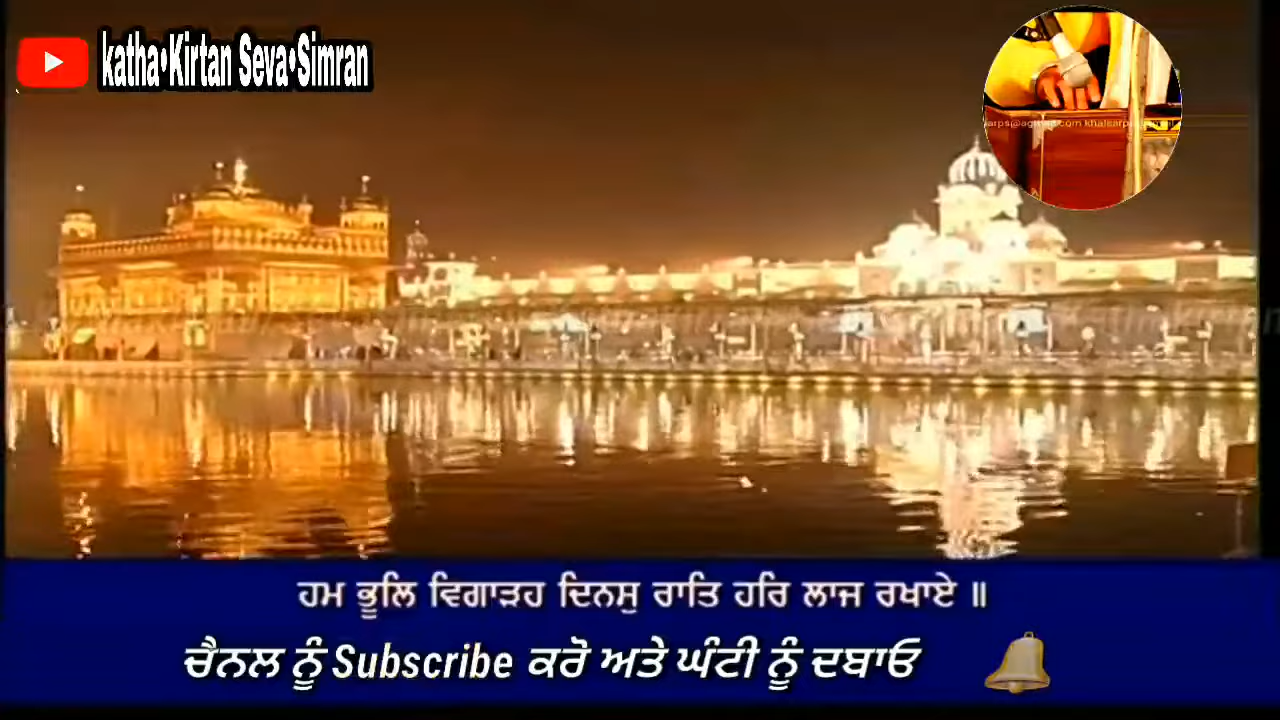 katha•Kirtan Seva•Simran
ਹਮ ਭੂਲਿ ਵਿਗਾੜਹ ਦਿਨਸੁ ਰਾਤਿ ਹਰਿ ਲਾਜ ਰਖਾਏ ॥
ਚੈਨਲ ਨੂੰ Subscribe ਕਰੋ ਅਤੇ ਘੰਟੀ ਨੂੰ ਦਬਾਓ